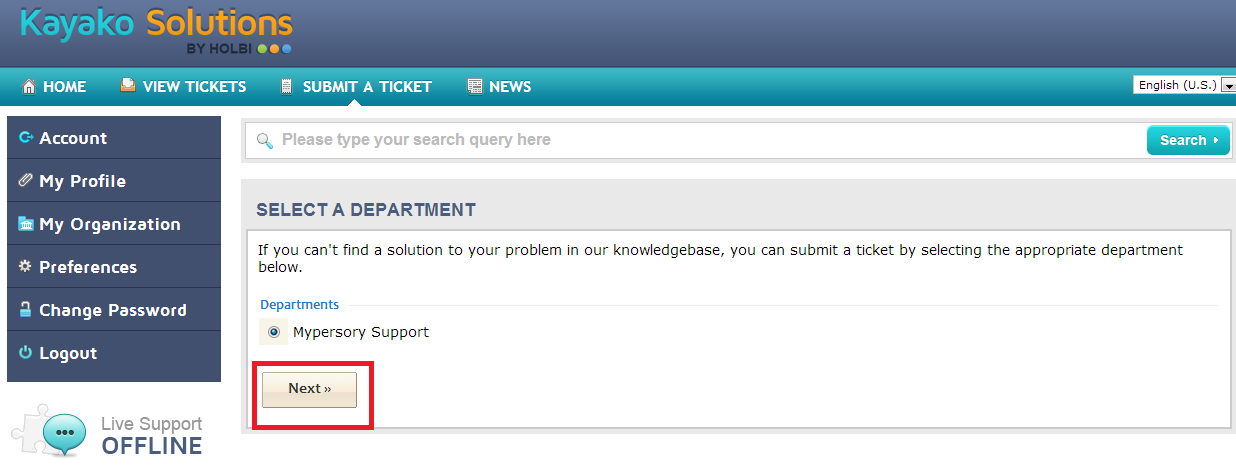 Kayako Solutions
BY HOLBI
HOME
VIEW TICKETS
SUBMIT A TICKET
NEWS
English (U.S.)
Account
My Profile
My Organization
Preferences
Change Password
Logout
Live Support
OFFLINE
Please type your search query here
Search
SELECT A DEPARTMENT
If you can't find a solution to your problem in our knowledgebase, you can submit a ticket by selecting the appropriate department
below.
Departments
Mypersory Support
Next »